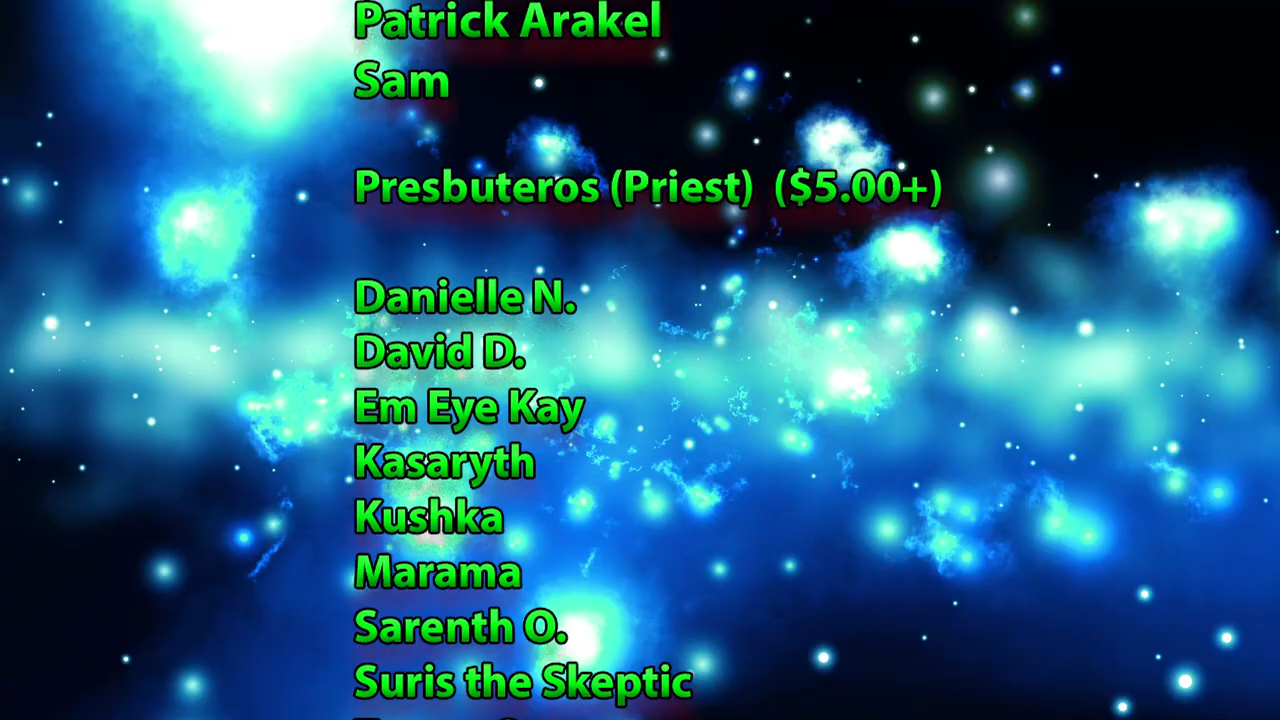 Patrick Arakel
Sam
Presbuteros (Priest) ($5.00+)
Danielle N.
David D.
Em Eye Kay
Kasaryth
Kushka
Marama
Sarenth O.
Suris the Skeptic